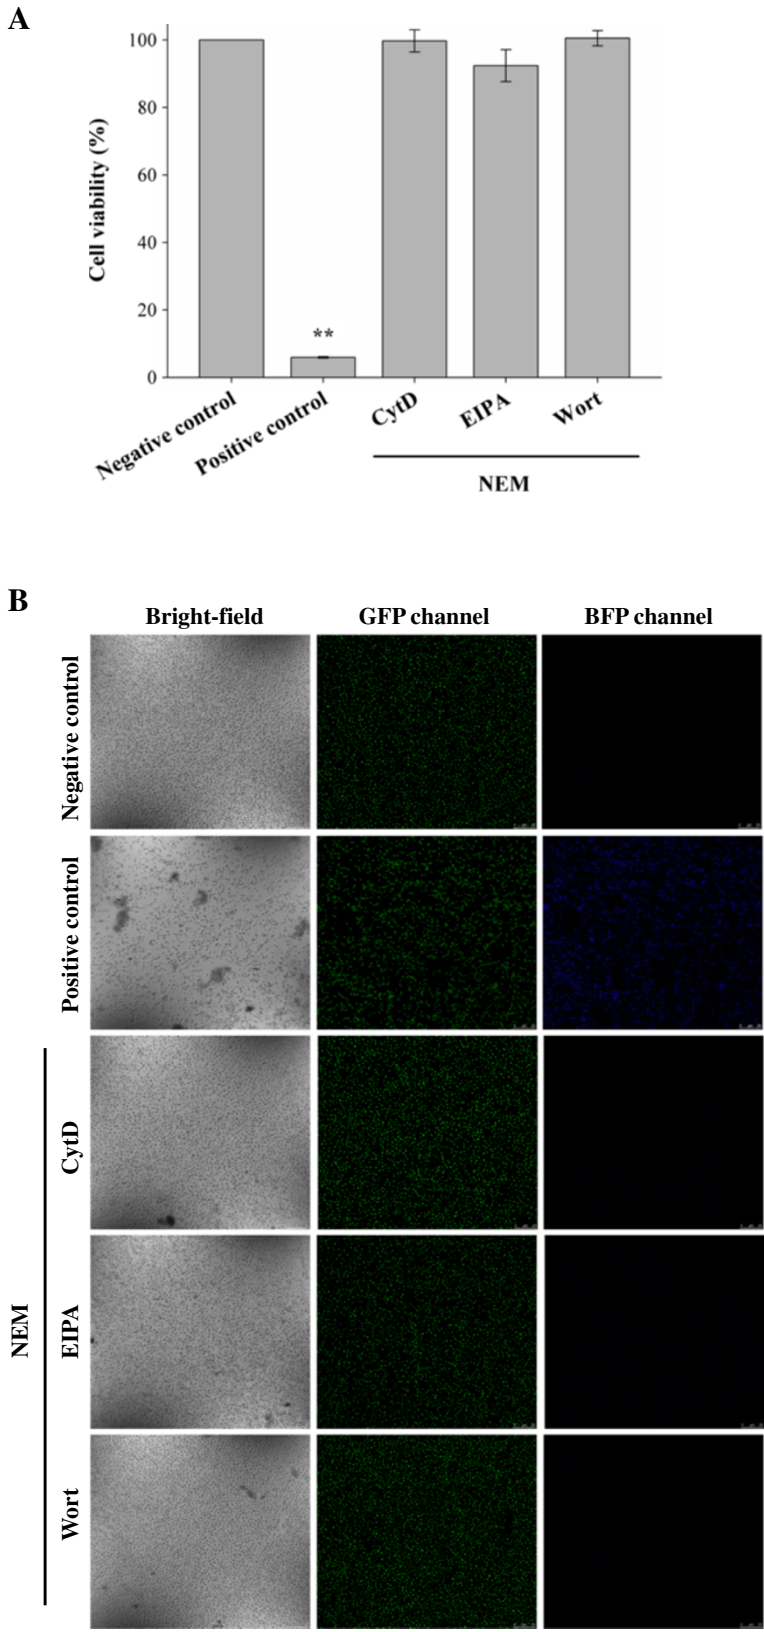 A
100
80
60
40
20
0
Cell viability (%)
**
Negative control
Positive control
CytD
EIPA
Wort
NEM
B
Bright-field GFP channel BFP channel
Negative control
Positive control
CytD
EIPA
Wort
NEM